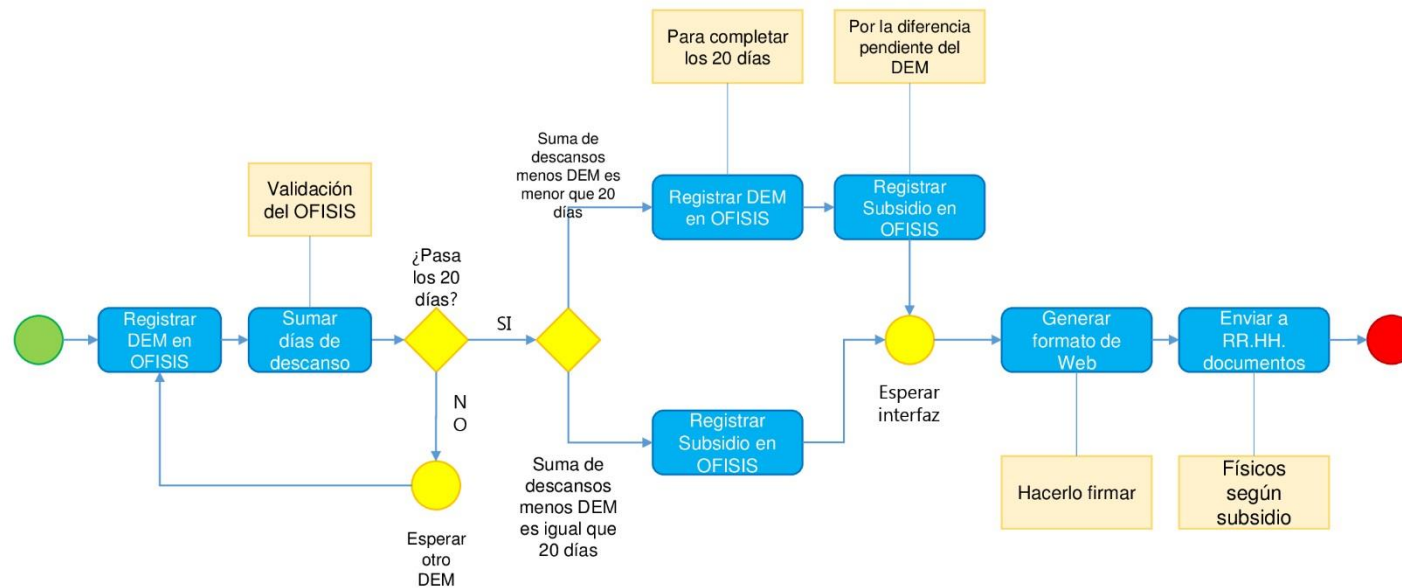 Para completar
los 20 días
Por la diferencia
pendiente del
DEM
Suma de
descansos
menos DEM es
menor que 20
días
Registrar DEM
en OFISIS
Registrar
Subsidio en
OFISIS
Validación
del OFISIS
¿Pasa
los 20
días?
Registrar
DEM en
OFISIS
Sumar
días de
descanso
SI
N
O
Esperar
otro
DEM
Suma de
descansos
menos DEM
es igual que
20 días
Registrar
Subsidio en
OFISIS
Esperar
interfaz
Generar
formato de
Web
Enviar a
RR.HH.
documentos
Hacerlo firmar
Físicos
según
subsidio